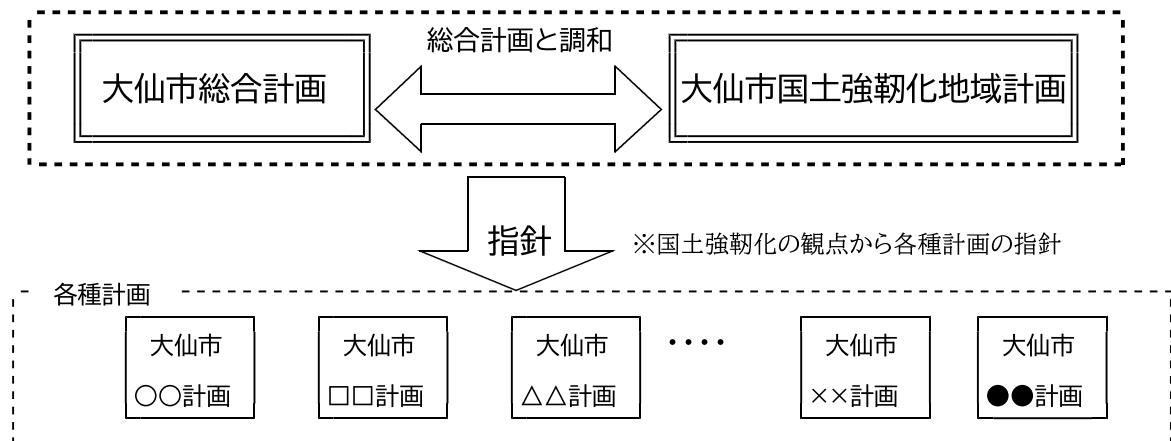 総合計画と調和
大仙市総合計画
大仙市国土強靭化地域計画
指針
※国土強靭化の観点から各種計画の指針
各種計画
大仙市
○○計画
大仙市
□□計画
大仙市
△△計画
・・・・
大仙市
××計画
大仙市
●●計画